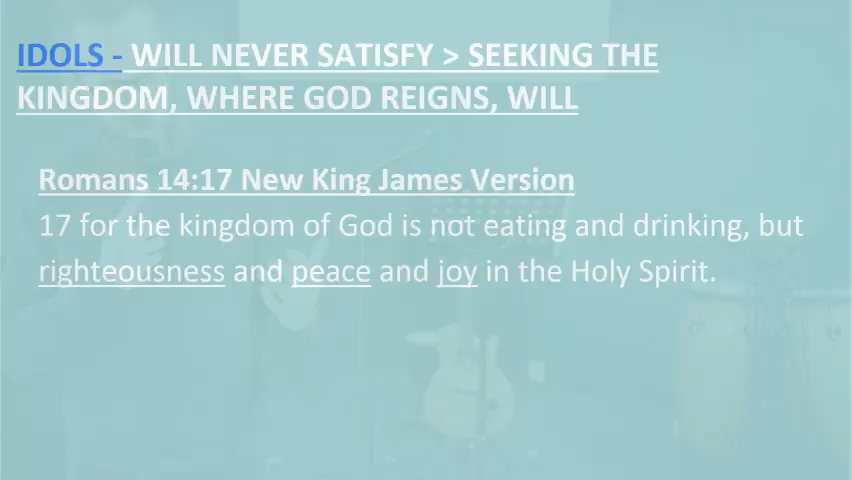 IDOLS - WILL NEVER SATISFY > SEEKING THE
KINGDOM, WHERE GOD REIGNS, WILL
Romans 14:17 New King James Version
17 for the kingdom of God is not eating and drinking, but
righteousness and peace and joy in the Holy Spirit.